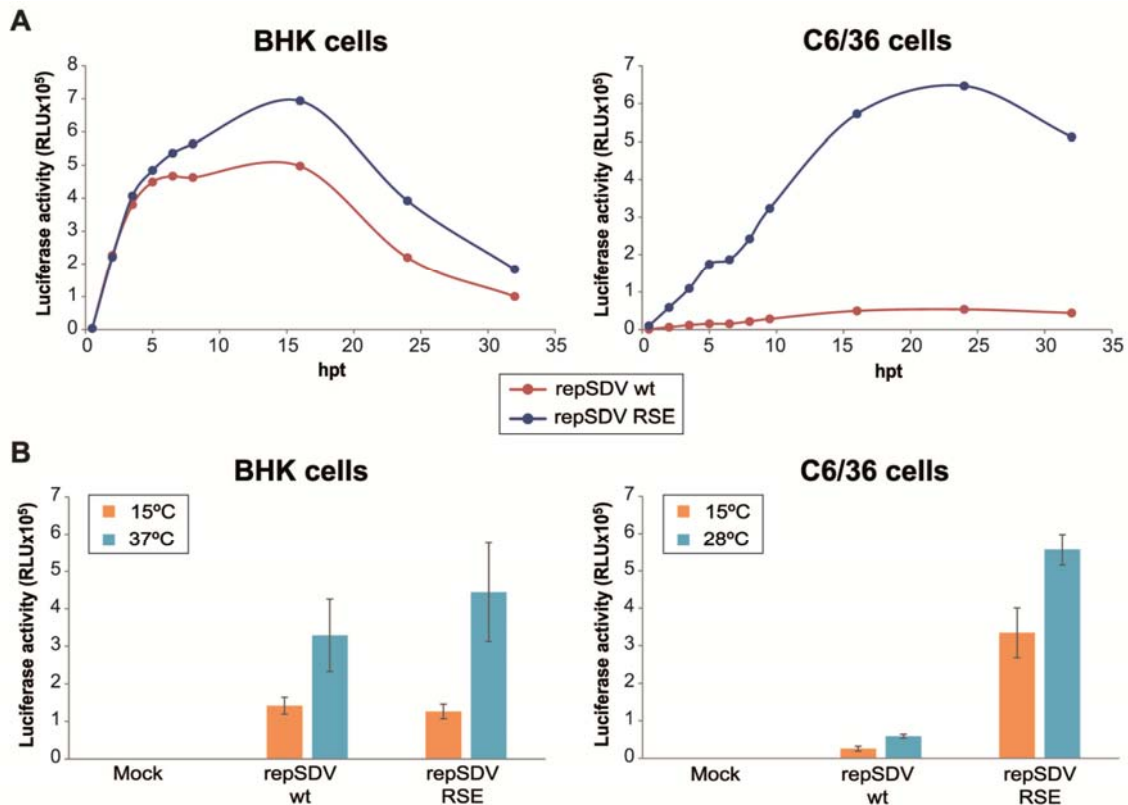 A
BHK cells
Luciferase activity (RLUx10⁵)
7
6
5
4
3
2
1
0
0
5
10
15
20
25
30
35
hpt
C6/36 cells
Luciferase activity (RLUx10⁵)
7
6
5
4
3
2
1
0
0
5
10
15
20
25
30
35
hpt
repSDV wt
repSDV RSE
B
BHK cells
15ºC
37ºC
Luciferase activity (RLUx10⁵)
7
6
5
4
3
2
1
0
Mock
repSDV
wt
repSDV
RSE
C6/36 cells
15ºC
28ºC
Luciferase activity (RLUx10⁵)
7
6
5
4
3
2
1
0
Mock
repSDV
wt
repSDV
RSE